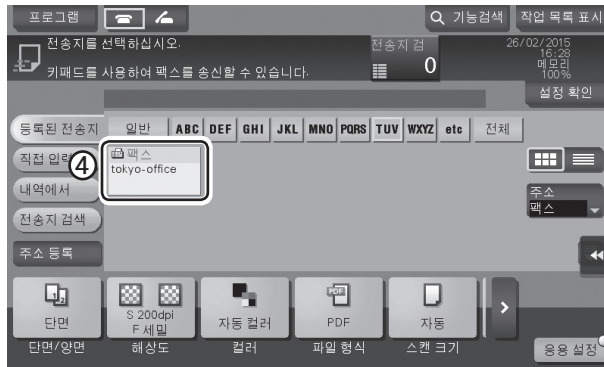 프로그램
기능검색
작업 목록 표시
전송지를 선택하십시오.
키패드를 사용하여 팩스를 송신할 수 있습니다.
전송지 검
0
26/02/2015
16:28
메모리
100%
설정 확인
등록된 전송지
일반 ABC DEF GHI JKL MNO PQRS TUV WXYZ etc 전체
직접 입력
④
팩스
tokyo-office
내역에서
전송지 검색
주소 등록
주소
팩스
단면
S 200dpi
F 세밀
자동 컬러
PDF
PDF
자동
단면/양면
해상도
컬러
파일 형식
스캔 크기
응용 설정